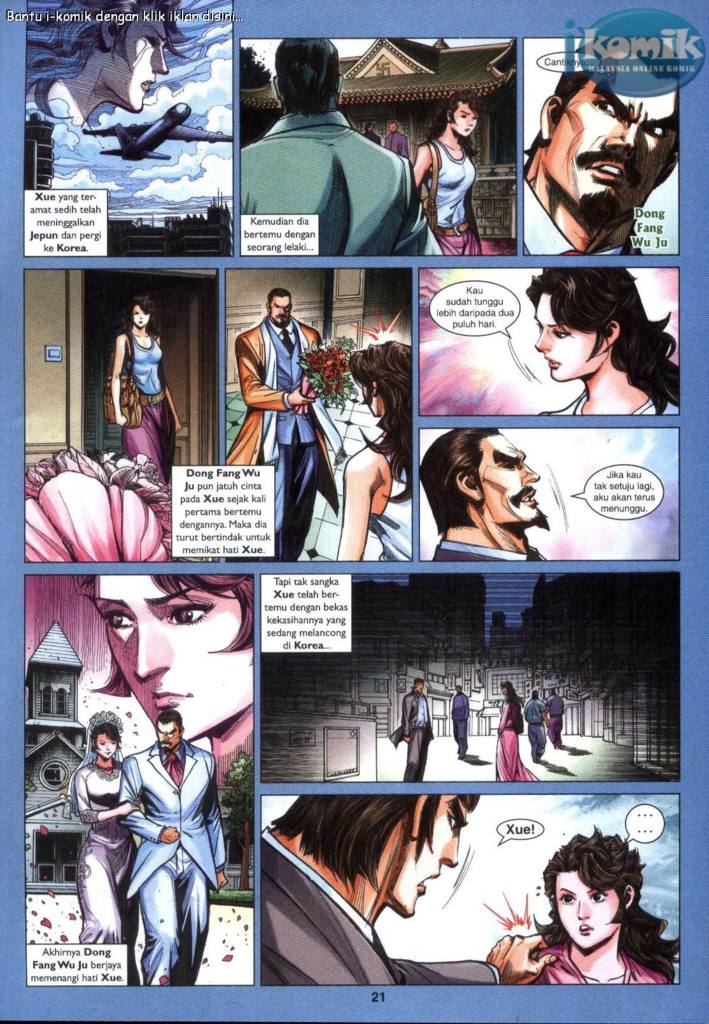 Bantu i-komik dengan klik iklan disini...
ikomik
MALAYSIA ONLINE KOMIK
Xue yang ter-
amat sedih telah
meninggalkan
Jepun dan pergi
ke Korea.
Kemudian dia
bertemu dengan
seorang lelaki...
Dong
Fang
Wu Ju
Dong Fang Wu
Ju pun jatuh cinta
pada Xue sejak kali
pertama bertemu
dengannya. Maka dia
turut bertindak untuk
memikat hati Xue.
Kau
sudah tunggu
lebih daripada dua
puluh hari.
Jika kau
tak setuju lagi,
aku akan terus
menunggu.
Akhirnya Dong
Fang Wu Ju berjaya
memenangi hati Xue.
Tapi tak sangka
Xue telah ber-
temu dengan bekas
kekasihannya yang
sedang melancong
di Korea...
Xue!
...
...
21